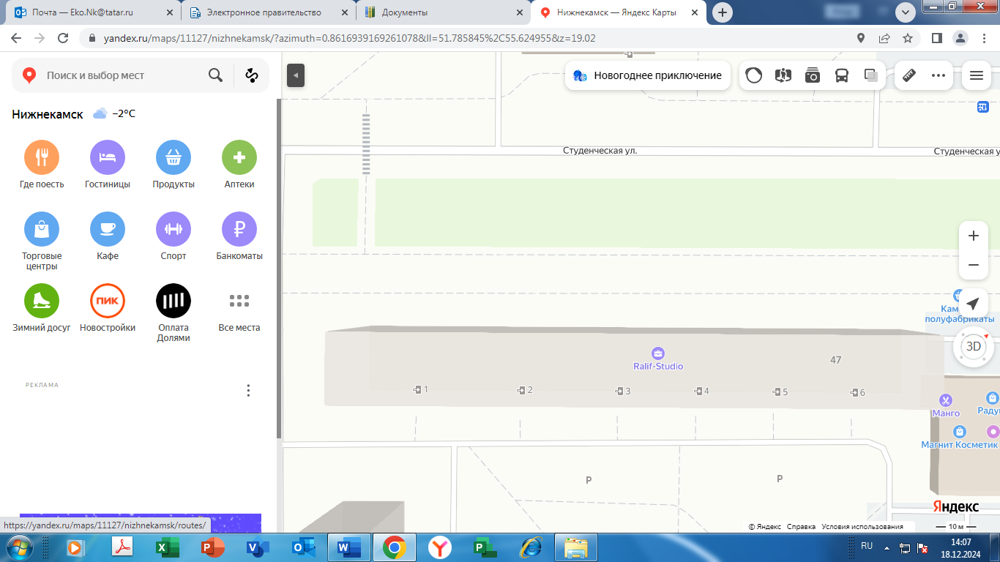 Почта — Eko.Nk@tatar.ru
Электронное правительство
Документы
Нижнекамск — Яндекс Карты
yandex.ru/maps/11127/nizhnekamsk/?azimuth=0.8616939169261078&ll=51.785845%2C55.624955&z=19.02
Поиск и выбор мест
Новогоднее приключение
Нижнекамск
−2°C
Где поесть
Гостиницы
Продукты
Аптеки
Торговые центры
Кафе
Спорт
Банкоматы
Зимний досуг
ПИК
Новостройки
Оплата Долями
Все места
РЕКЛАМА
Студенческая ул.
Студенческая у
полуфабрикаты
3D
Ralif-Studio
47
1
2
3
4
5
6
Манго
Раду
Магнит Косметик
P
P
Яндекс
https://yandex.ru/maps/11127/nizhnekamsk/routes/
© Яндекс Справка Условия использования
10 м
RU
14:07
18.12.2024